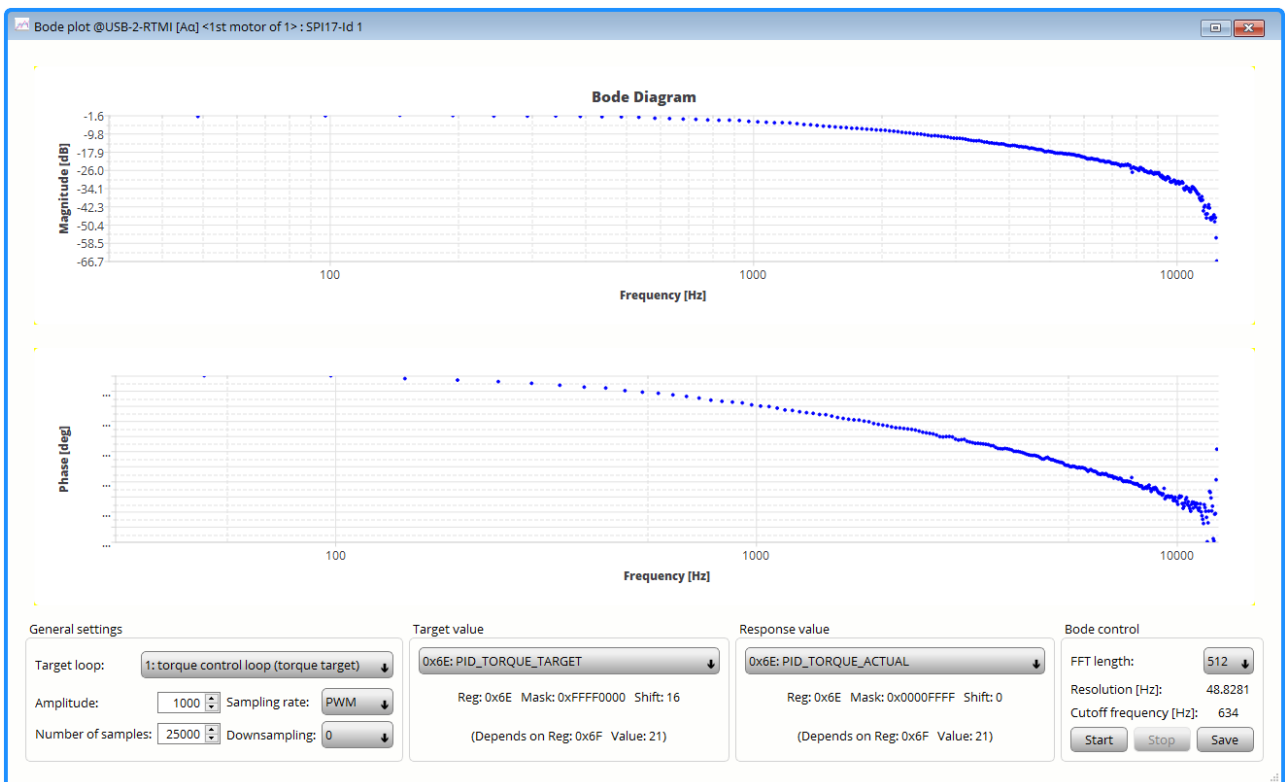 Bode plot @USB-2-RTMI [Aα] <1st motor of 1> : SPI17-Id 1
Bode Diagram
Magnitude [dB]
-1.6
-9.8
-17.9
-26.0
-34.1
-42.3
-50.4
-58.5
-66.7
100 1000 10000
Frequency [Hz]
Phase [deg]
...
...
...
...
...
...
100 1000 10000
Frequency [Hz]
General settings
Target loop: 1: torque control loop (torque target)
Amplitude: 1000 Sampling rate: PWM
Number of samples: 25000 Downsampling: 0
Target value
0x6E: PID_TORQUE_TARGET
Reg: 0x6E Mask: 0xFFFF0000 Shift: 16
(Depends on Reg: 0x6F Value: 21)
Response value
0x6E: PID_TORQUE_ACTUAL
Reg: 0x6E Mask: 0x0000FFFF Shift: 0
(Depends on Reg: 0x6F Value: 21)
Bode control
FFT length: 512
Resolution [Hz]: 48.8281
Cutoff frequency [Hz]: 634
Start Stop Save